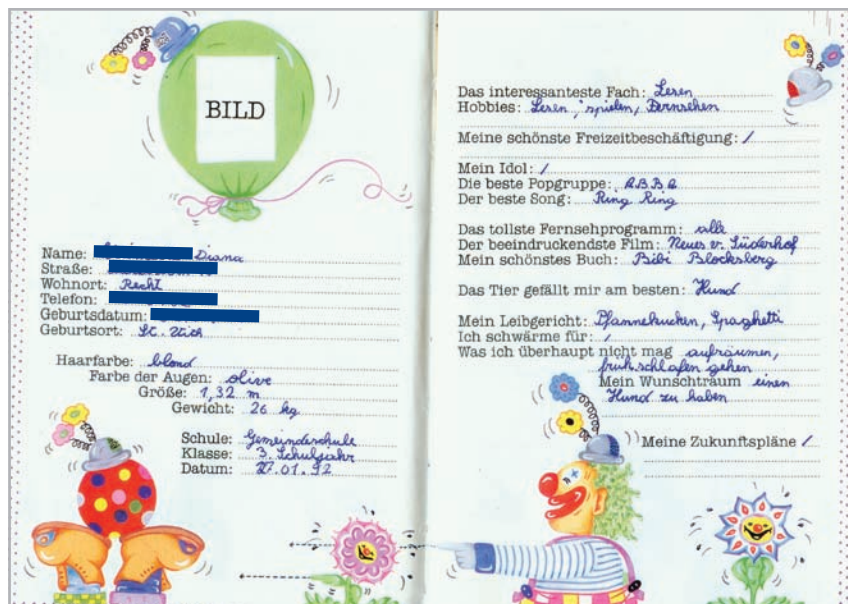 BILD
Name: Diana
Straße:
Wohnort: Recht
Telefon:
Geburtsdatum:
Geburtsort: St. Vith
Haarfarbe: blond
Farbe der Augen: olive
Größe: 1,32 m
Gewicht: 26 kg
Schule: Gemeindeschule
Klasse: 3. Schuljahr
Datum: 27.01.92
Das interessanteste Fach: Lesen
Hobbies: Lesen, spielen, Fernsehen
Meine schönste Freizeitbeschäftigung: /
Mein Idol: /
Die beste Popgruppe: A.B.B.A
Der beste Song: Ring Ring
Das tollste Fernsehprogramm: alle
Der beeindruckendste Film: Neues v. Süderhof
Mein schönstes Buch: Bibi Blocksberg
Das Tier gefällt mir am besten: Hund
Mein Leibgericht: Pfannekucken, Spaghetti
Ich schwärme für: /
Was ich überhaupt nicht mag aufräumen,
früh schlafen gehen
Mein Wunschtraum einen
Hund zu haben
Meine Zukunftspläne /